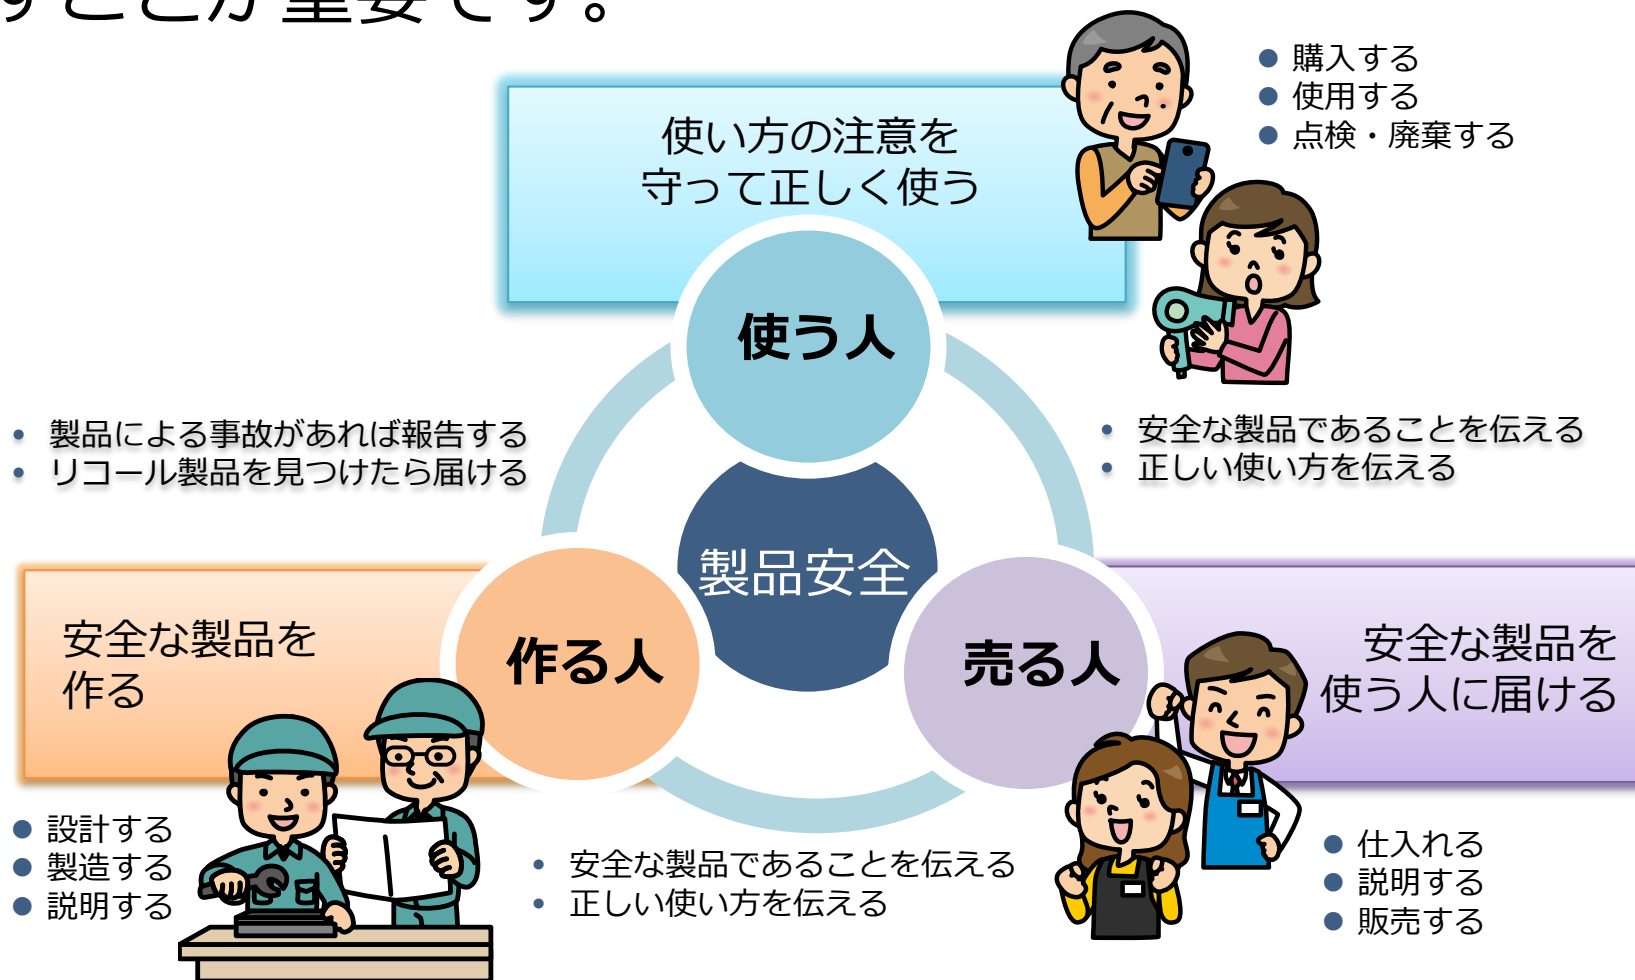 すことが重要です。
● 購入する
● 使用する
● 点検・廃棄する
使い方の注意を
守って正しく使う
使う人
• 製品による事故があれば報告する
• リコール製品を見つけたら届ける
• 安全な製品であることを伝える
• 正しい使い方を伝える
製品安全
安全な製品を
作る
作る人
売る人
安全な製品を
使う人に届ける
● 設計する
● 製造する
● 説明する
• 安全な製品であることを伝える
• 正しい使い方を伝える
● 仕入れる
● 説明する
● 販売する